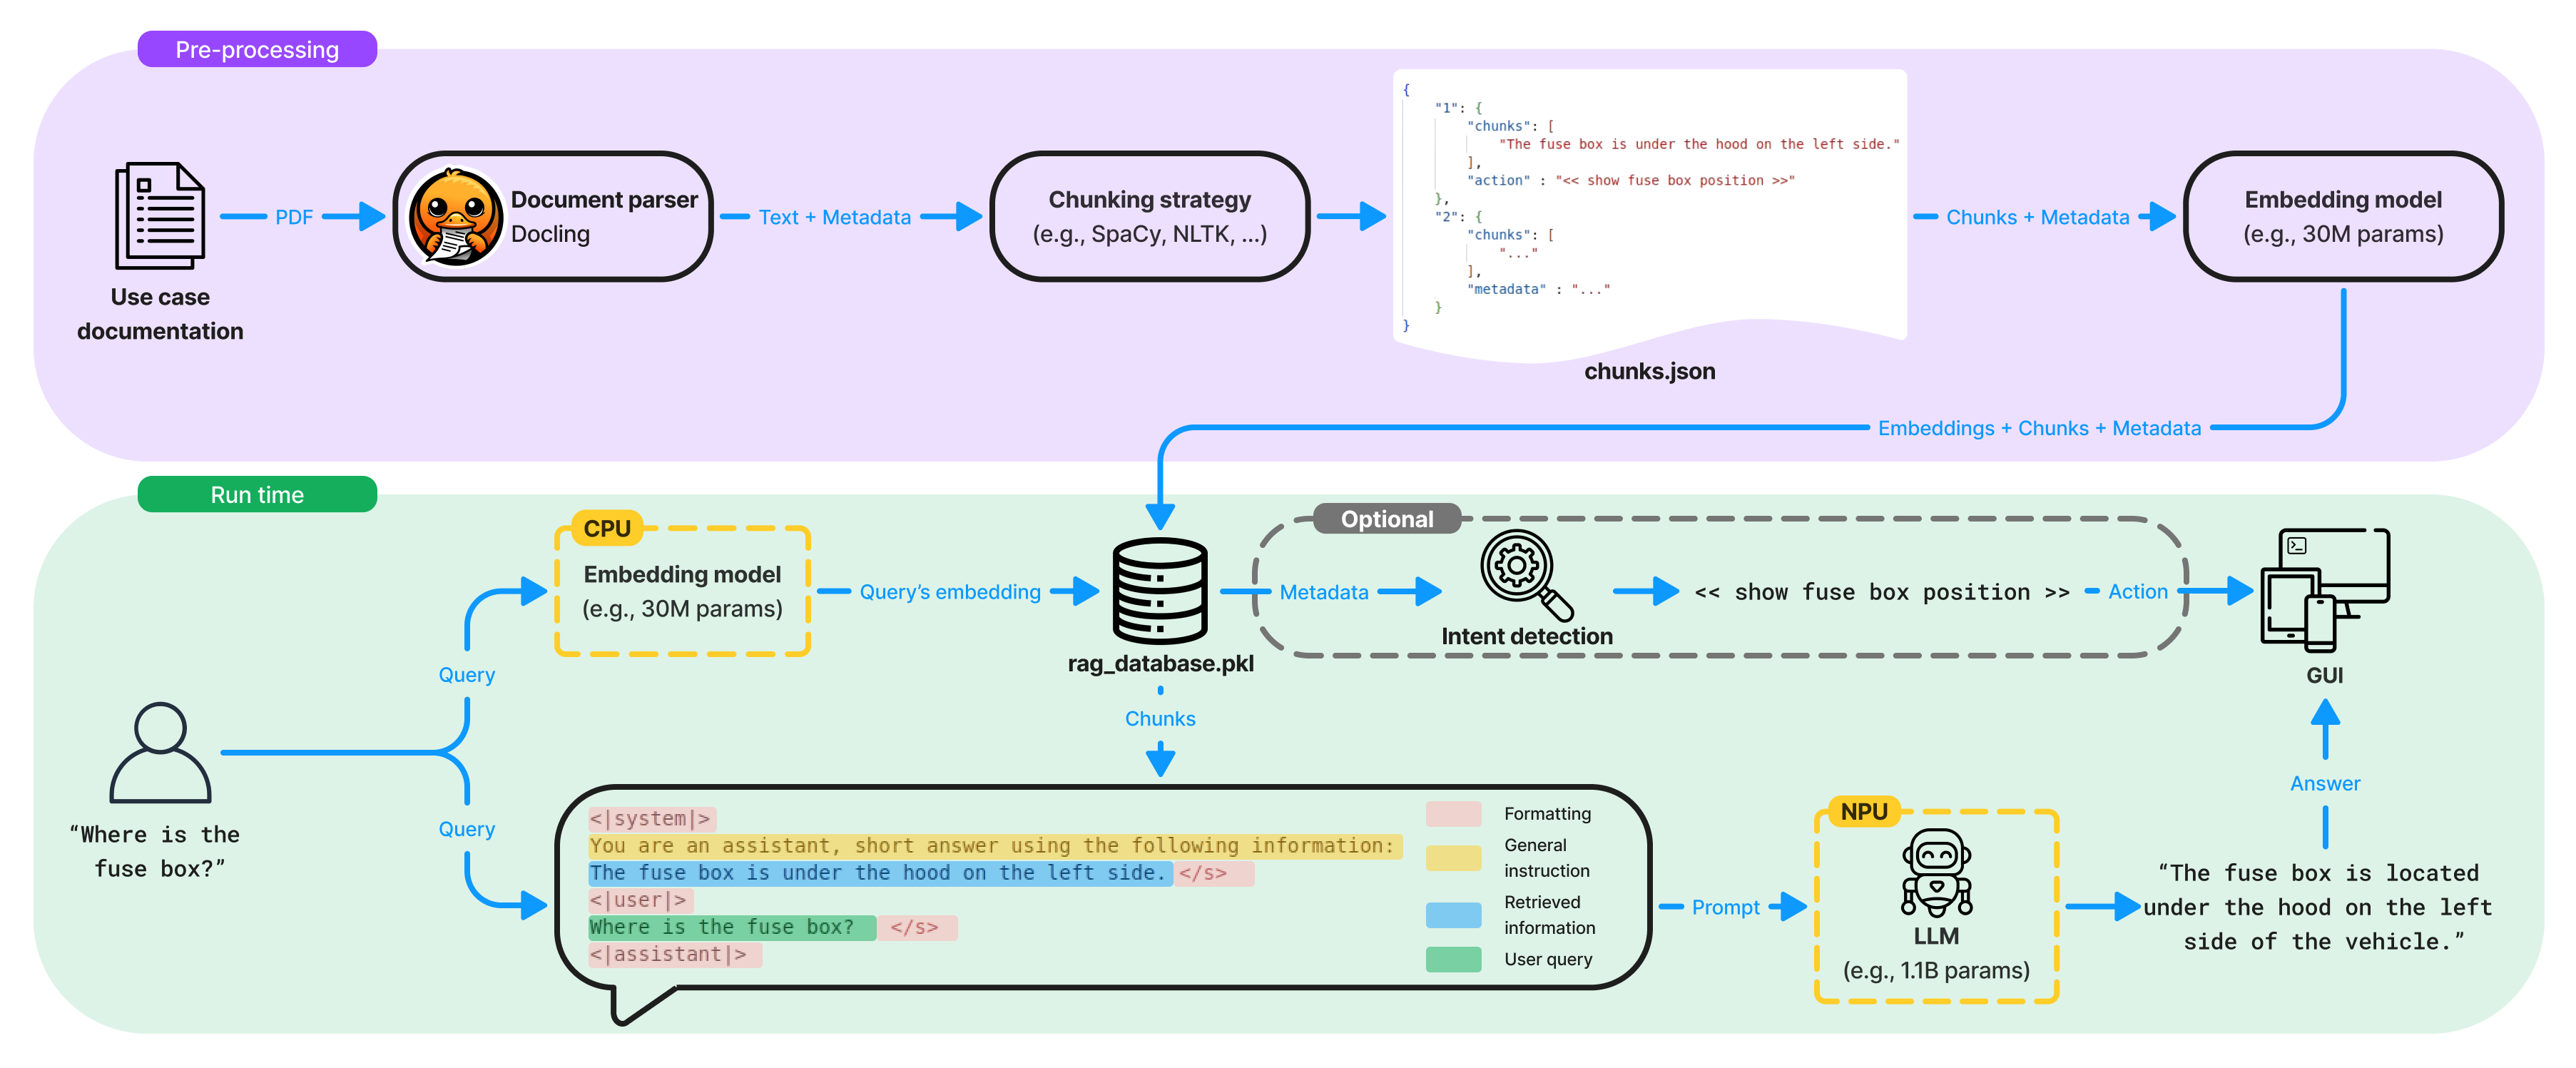 Pre-processing
Use case
documentation
PDF
Document parser
Docling
Text + Metadata
Chunking strategy
(e.g., SpaCy, NLTK, ...)
{
"1": {
"chunks": [
"The fuse box is under the hood on the left side."
],
"action" : "<< show fuse box position >>"
},
"2": {
"chunks": [
"..."
],
"metadata" : "..."
}
}
chunks.json
Chunks + Metadata
Embedding model
(e.g., 30M params)
Embeddings + Chunks + Metadata
Run time
“Where is the
fuse box?”
Query
Query
CPU
Embedding model
(e.g., 30M params)
Query’s embedding
rag_database.pkl
Chunks
Optional
Metadata
Intent detection
<< show fuse box position >>
Action
GUI
<|system|>
You are an assistant, short answer using the following information:
The fuse box is under the hood on the left side. </s>
<|user|>
Where is the fuse box? </s>
<|assistant|>
Formatting
General
instruction
Retrieved
information
User query
Prompt
NPU
LLM
(e.g., 1.1B params)
“The fuse box is located
under the hood on the left
side of the vehicle.”
Answer